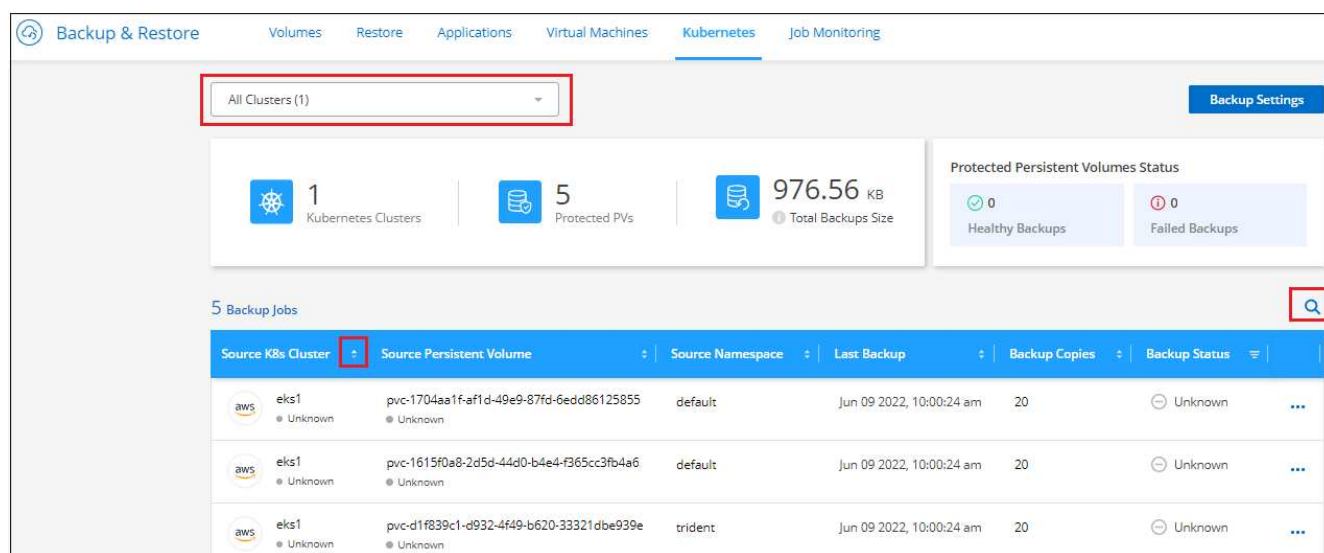 Backup & Restore Volumes Restore Applications Virtual Machines Kubernetes Job Monitoring
All Clusters (1) Backup Settings
Protected Persistent Volumes Status
1 5 976.56 KB 0 0
Kubernetes Clusters Protected PVs Total Backups Size Healthy Backups Failed Backups
5 Backup Jobs
Source K8s Cluster Source Persistent Volume Source Namespace Last Backup Backup Copies Backup Status
aws eks1 pvc-1704aa1f-af1d-49e9-87fd-6edd86125855 default Jun 09 2022, 10:00:24 am 20 Unknown ...
Unknown Unknown
aws eks1 pvc-1615f0a8-2d5d-44d0-b4e4-f365cc3fb4a6 default Jun 09 2022, 10:00:24 am 20 Unknown ...
Unknown Unknown
aws eks1 pvc-d1f839c1-d932-4f49-b620-33321dbe939e trident Jun 09 2022, 10:00:24 am 20 Unknown ...
Unknown Unknown